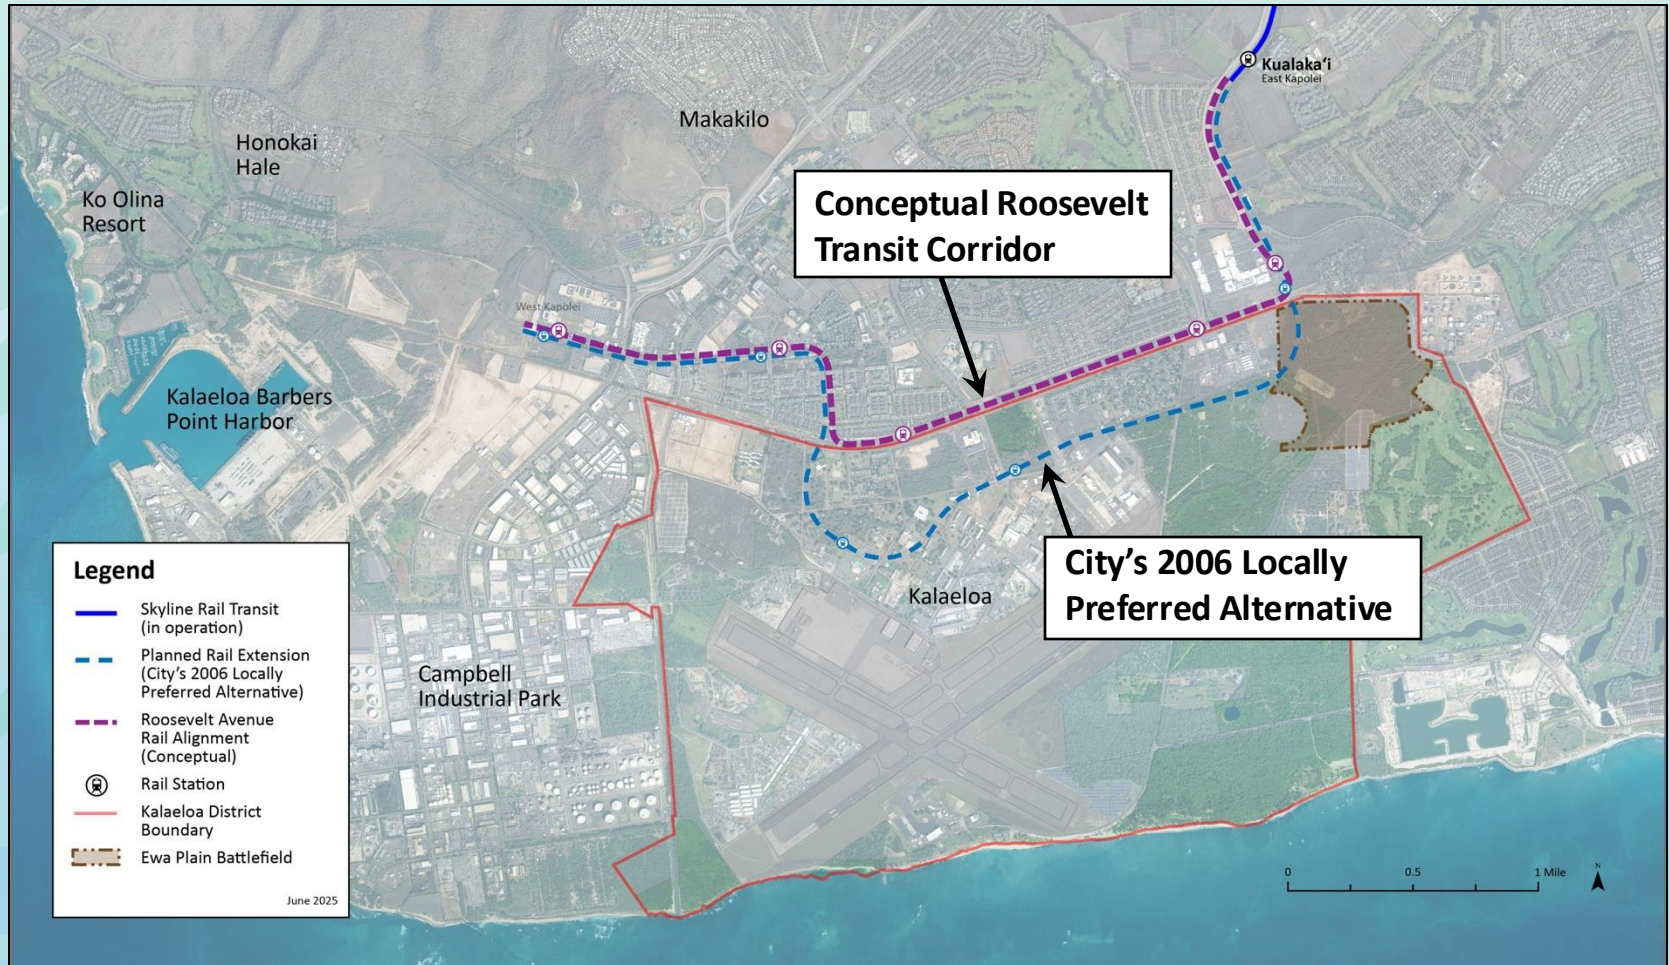 Kualaka‘i
East Kapolei
Makakilo
Honokai
Hale
Ko Olina
Resort
Conceptual Roosevelt
Transit Corridor
West Kapolei
Kalaeloa Barbers
Point Harbor
City’s 2006 Locally
Preferred Alternative
Kalaeloa
Campbell
Industrial Park
Legend
Skyline Rail Transit
(in operation)
Planned Rail Extension
(City’s 2006 Locally
Preferred Alternative)
Roosevelt Avenue
Rail Alignment
(Conceptual)
Rail Station
Kalaeloa District
Boundary
Ewa Plain Battlefield
June 2025
0 0.5 1 Mile
N